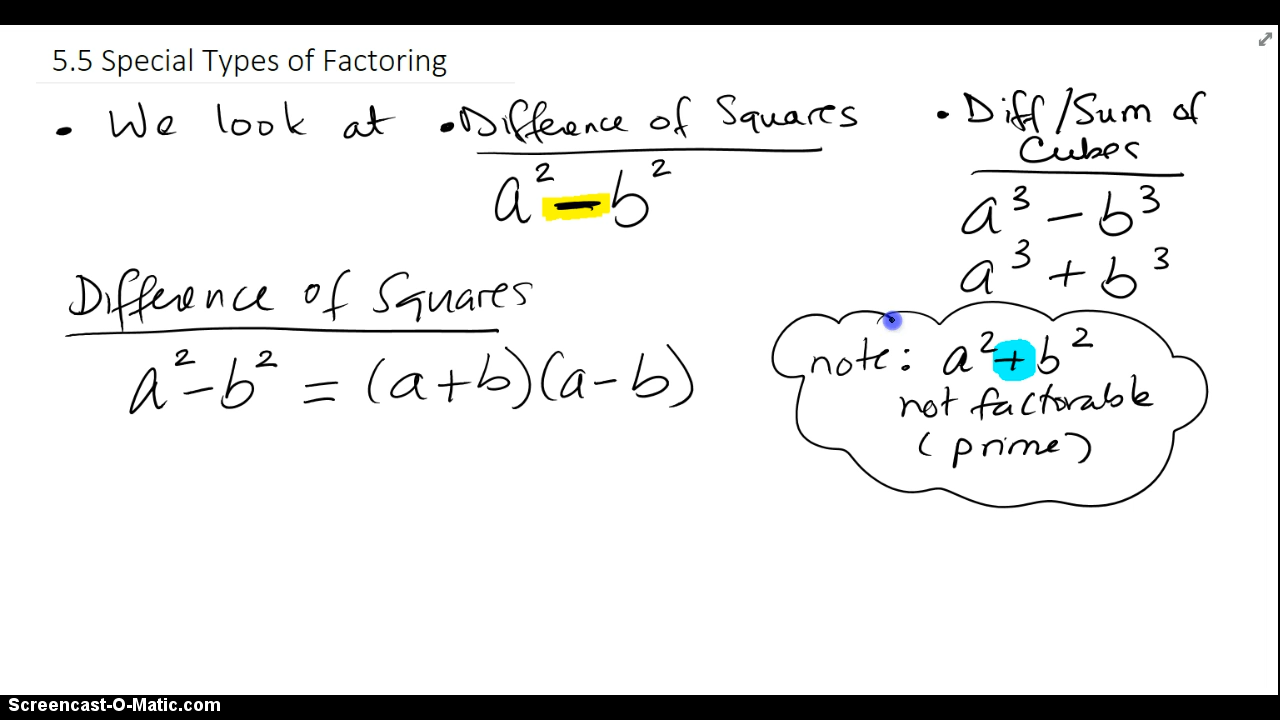 5.5 Special Types of Factoring
• We look at • Difference of Squares
a² - b²
• Diff/Sum of
Cubes
a³ - b³
a³ + b³
Difference of Squares
a² - b² = (a+b)(a-b)
note: a² + b²
not factorable
(prime)
Screencast-O-Matic.com